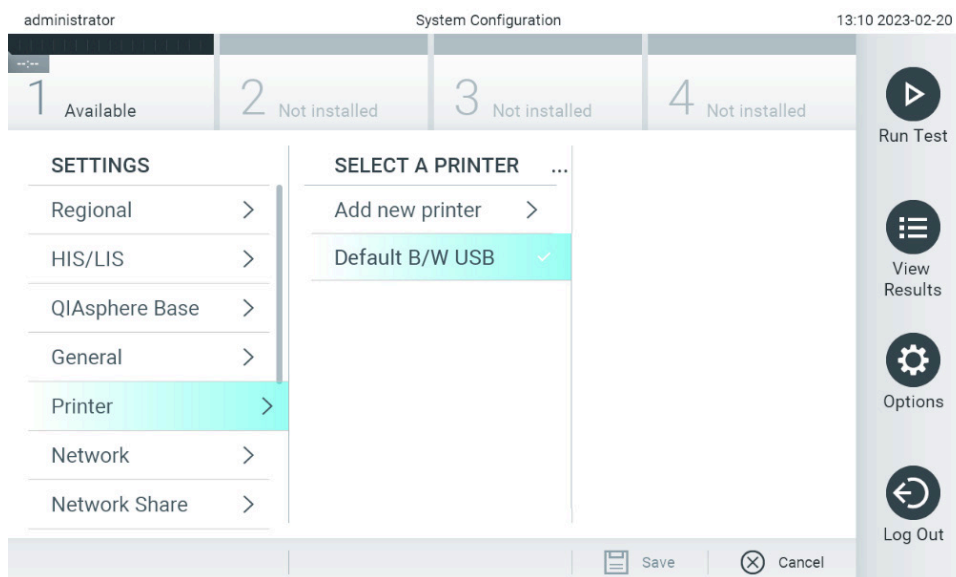 administrator System Configuration 13:10 2023-02-20
--:--
1 Available 2 Not installed 3 Not installed 4 Not installed
Run Test
SETTINGS
Regional
HIS/LIS
QIAsphere Base
General
Printer
Network
Network Share
SELECT A PRINTER ...
Add new printer
Default B/W USB
View
Results
Options
Log Out
Save Cancel